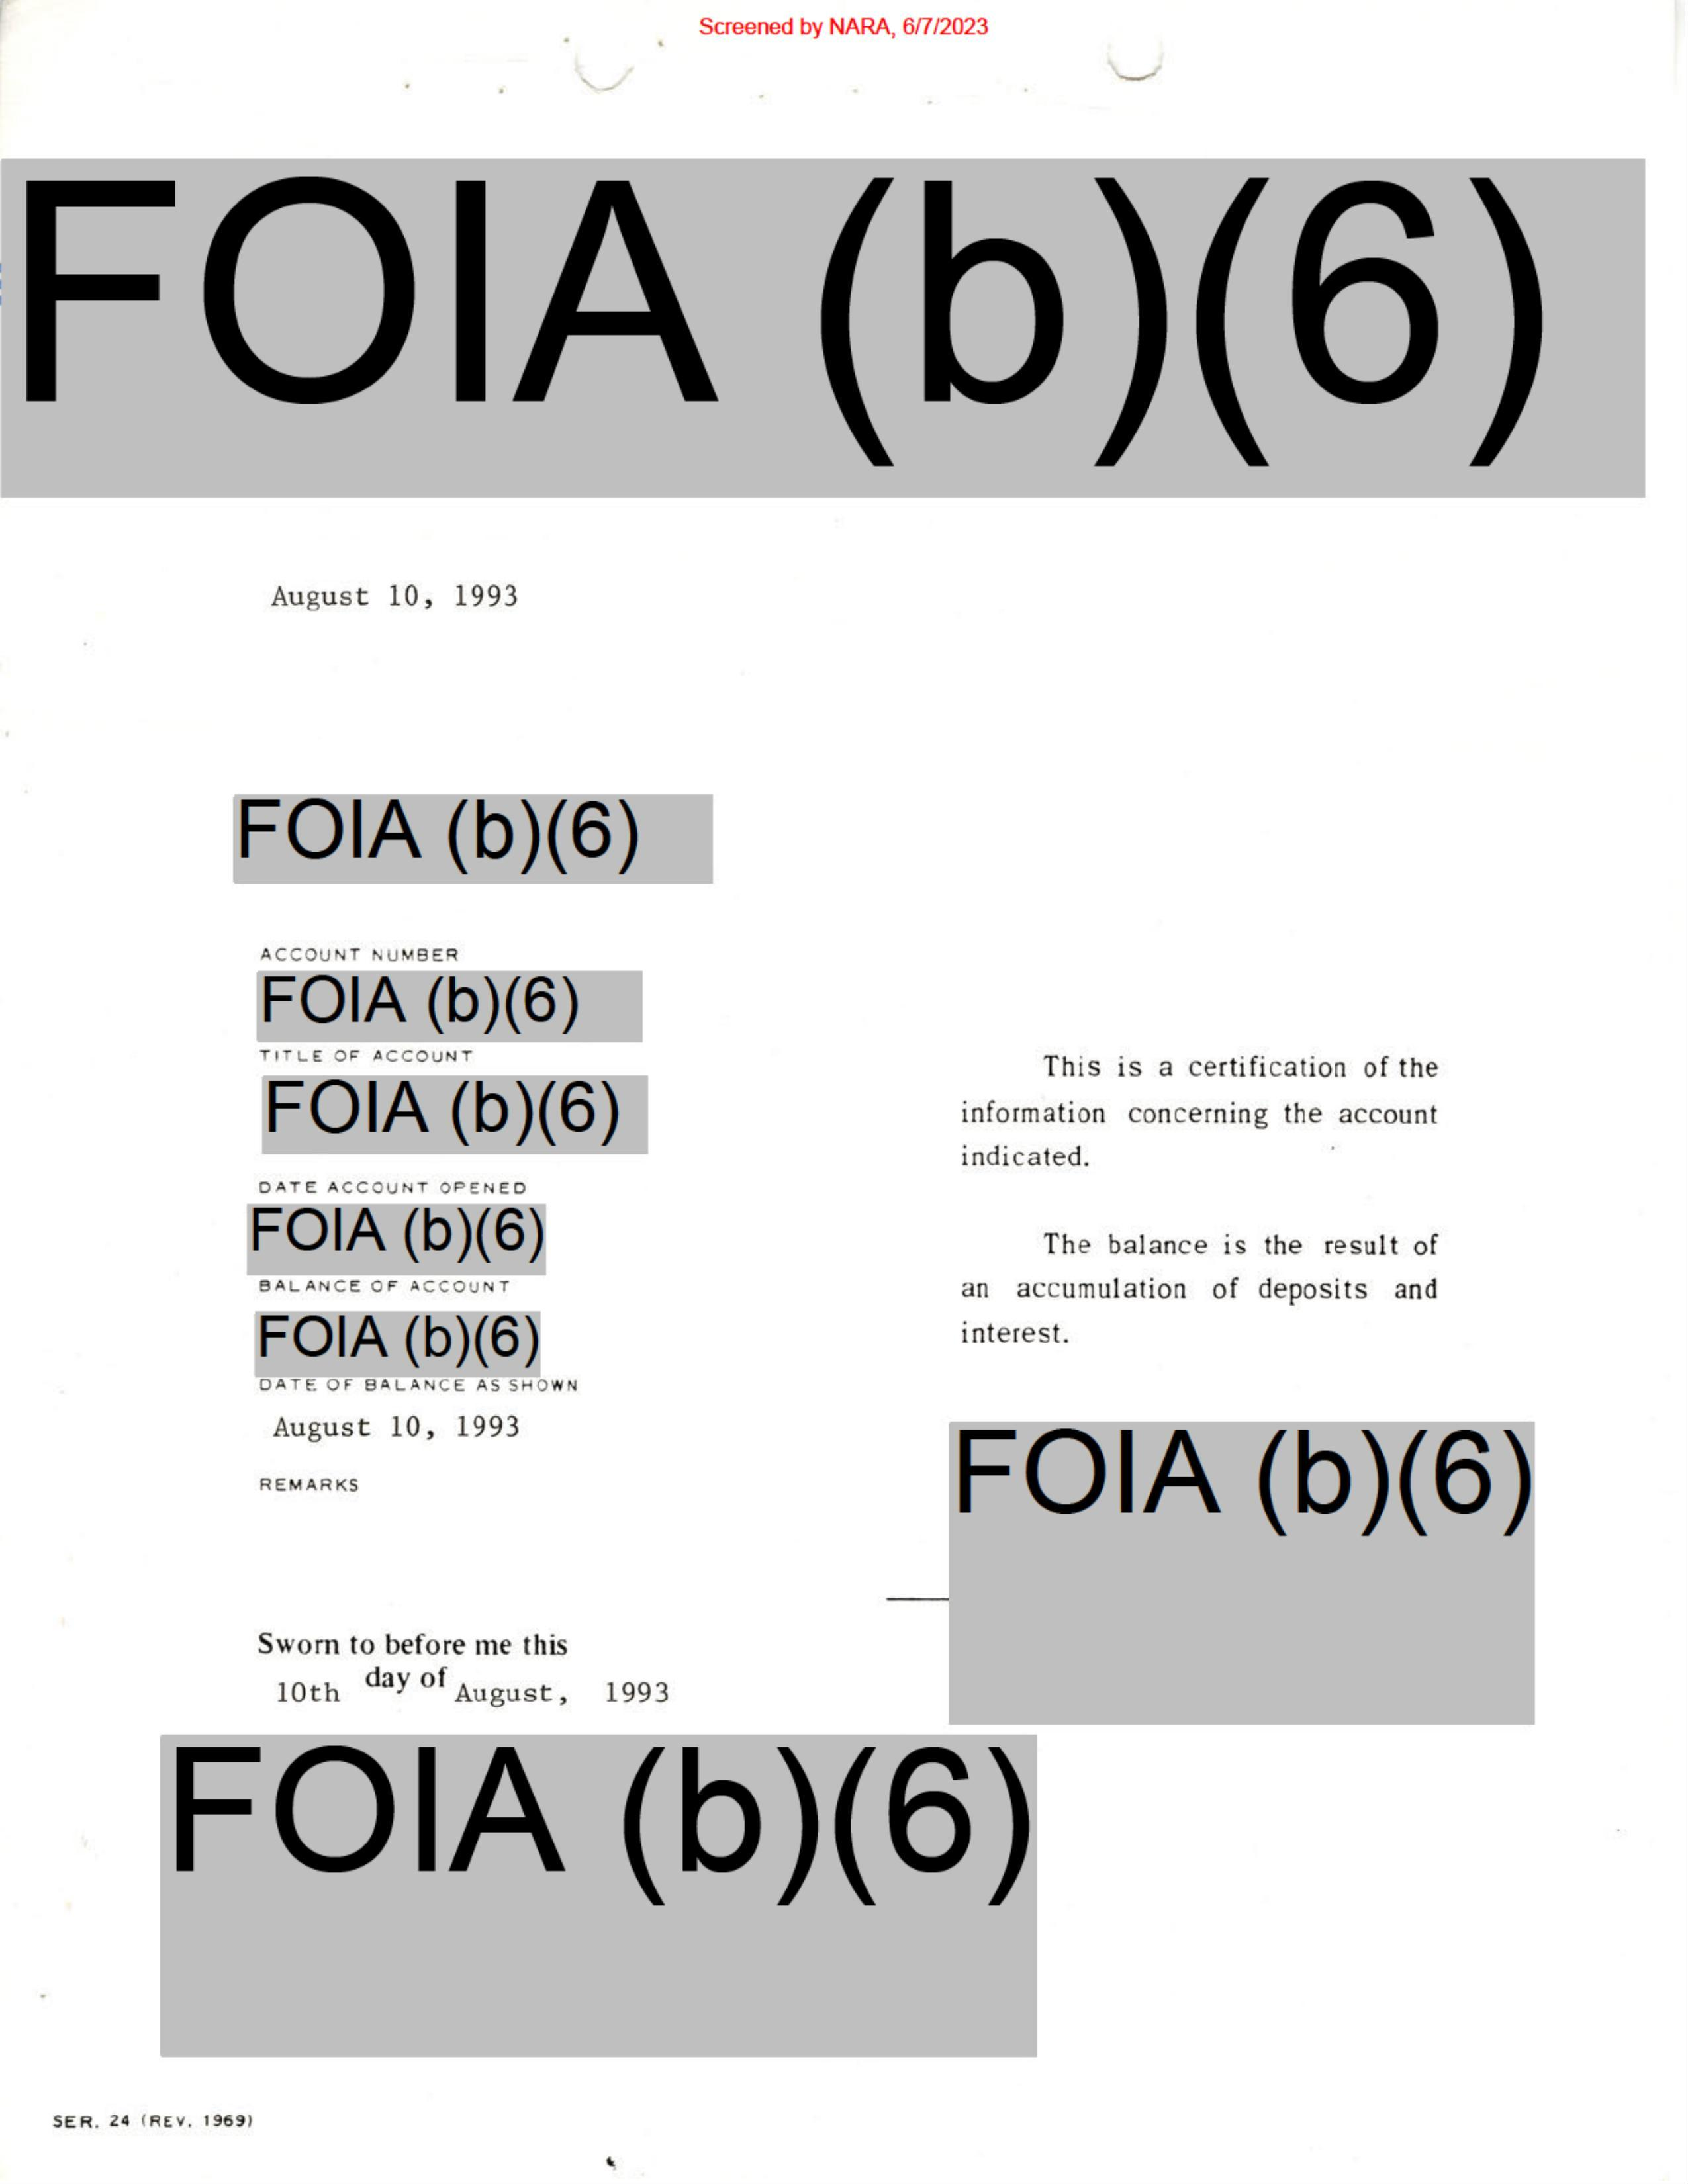 Screened by NARA, 6/7/2023
FOIA (b)(6)
August 10, 1993
FOIA (b)(6)
ACCOUNT NUMBER
FOIA (b)(6)
TITLE OF ACCOUNT
FOIA (b)(6)
DATE ACCOUNT OPENED
FOIA (b)(6)
BALANCE OF ACCOUNT
FOIA (b)(6)
DATE OF BALANCE AS SHOWN
August 10, 1993
REMARKS
This is a certification of the
information concerning the account
indicated.
The balance is the result of
an accumulation of deposits and
interest.
FOIA (b)(6)
Sworn to before me this
10th day of August, 1993
FOIA (b)(6)
SER. 24 (REV. 1969)